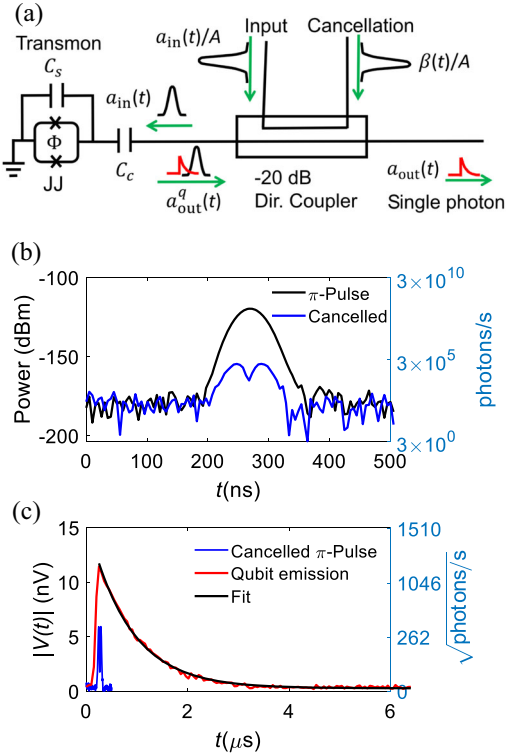 (a)
Transmon
Input
Cancellation
a_in(t)/A
β(t)/A
C_s
a_in(t)
Φ
JJ
C_c
a^q_out(t)
-20 dB
Dir. Coupler
a_out(t)
Single photon
(b)
Power (dBm)
-100
-150
-200
π-Pulse
Cancelled
3×10^10
3×10^5
3×10^0
photons/s
0 100 200 300 400 500
t(ns)
(c)
|V(t)| (nV)
15
10
5
0
Cancelled π-Pulse
Qubit emission
Fit
1510
1046
262
0
√photons/s
0 2 4 6
t(μs)